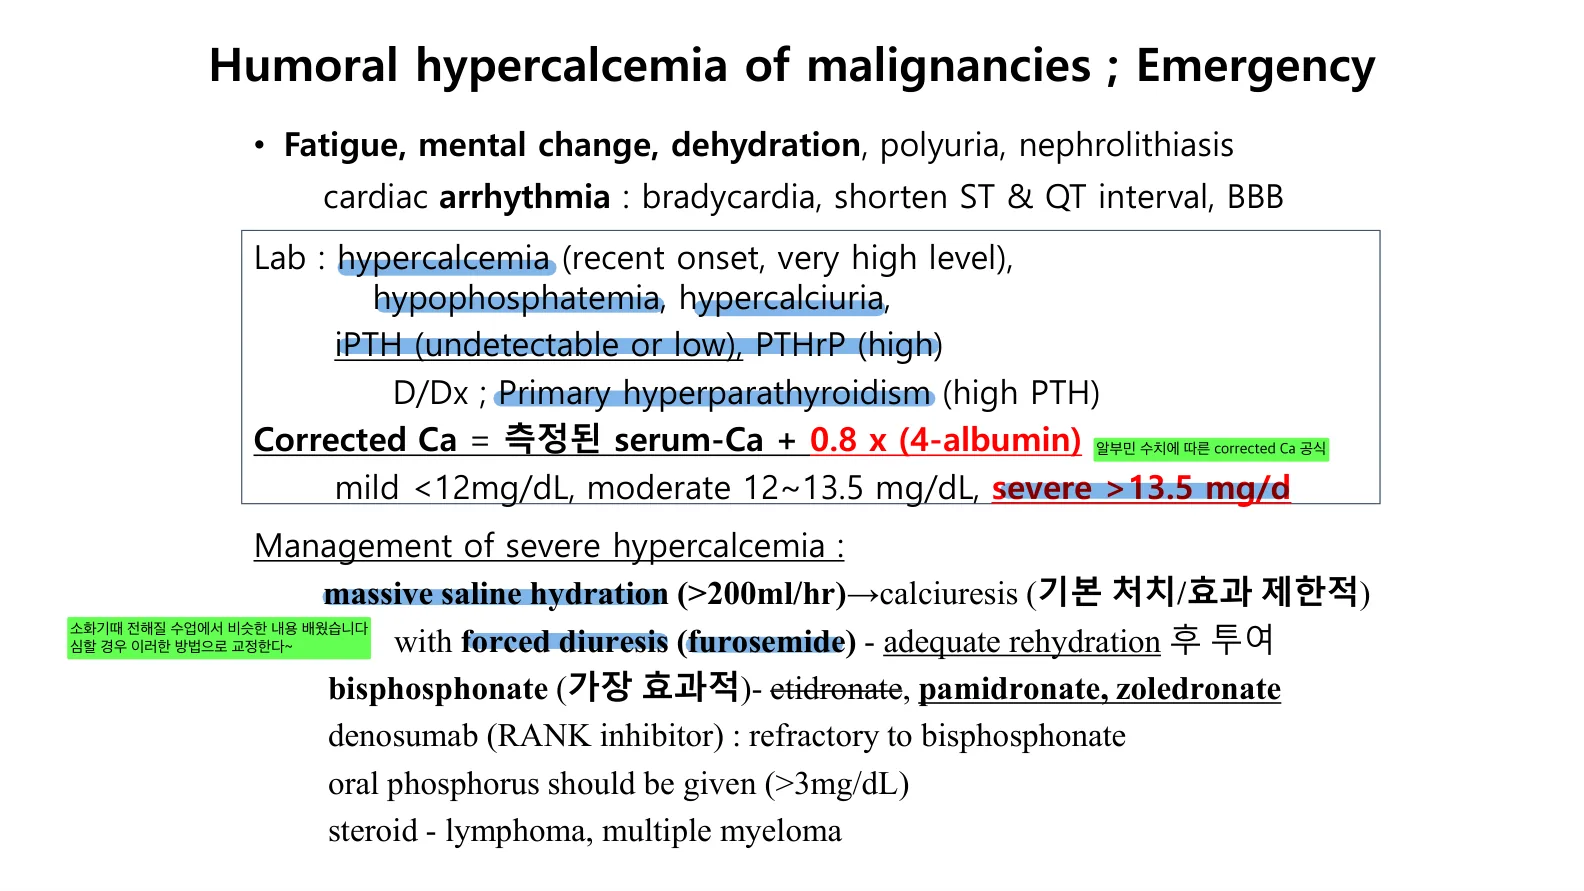 Humoral hypercalcemia of malignancies ; Emergency
• Fatigue, mental change, dehydration, polyuria, nephrolithiasis
cardiac arrhythmia : bradycardia, shorten ST & QT interval, BBB
Lab : hypercalcemia (recent onset, very high level),
hypophosphatemia, hypercalciuria,
iPTH (undetectable or low), PTHrP (high)
D/Dx ; Primary hyperparathyroidism (high PTH)
Corrected Ca = 측정된 serum-Ca + 0.8 x (4-albumin)
알부민 수치에 따른 corrected Ca 공식
mild <12mg/dL, moderate 12~13.5 mg/dL, severe >13.5 mg/d
Management of severe hypercalcemia :
massive saline hydration (>200ml/hr)→calciuresis (기본 처치/효과 제한적)
소화기때 전해질 수업에서 비슷한 내용 배웠습니다
심할 경우 이러한 방법으로 교정한다~
with forced diuresis (furosemide) - adequate rehydration 후 투여
bisphosphonate (가장 효과적)- etidronate, pamidronate, zoledronate
denosumab (RANK inhibitor) : refractory to bisphosphonate
oral phosphorus should be given (>3mg/dL)
steroid - lymphoma, multiple myeloma